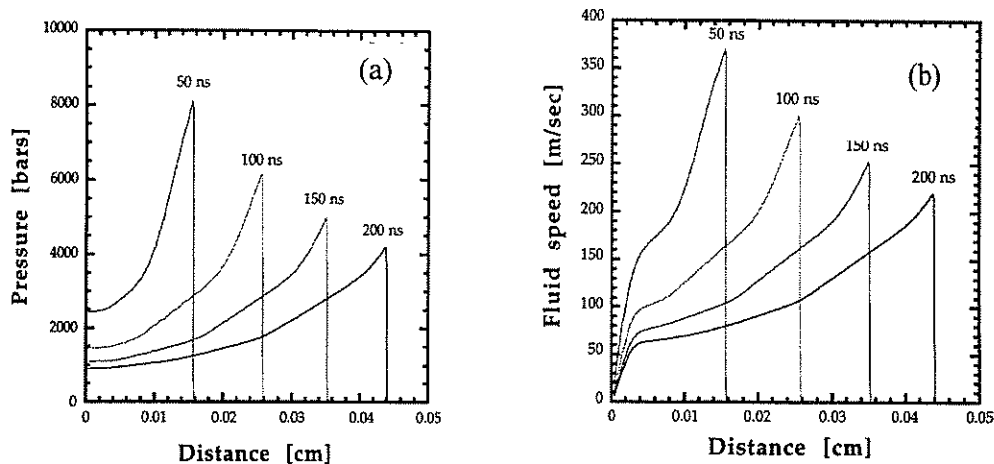 (a)
Pressure [bars]
10000
8000
6000
4000
2000
0
50 ns
100 ns
150 ns
200 ns
0
0.01
0.02
0.03
0.04
0.05
Distance [cm]
(b)
Fluid speed [m/sec]
400
350
300
250
200
150
100
50
0
50 ns
100 ns
150 ns
200 ns
0
0.01
0.02
0.03
0.04
0.05
Distance [cm]